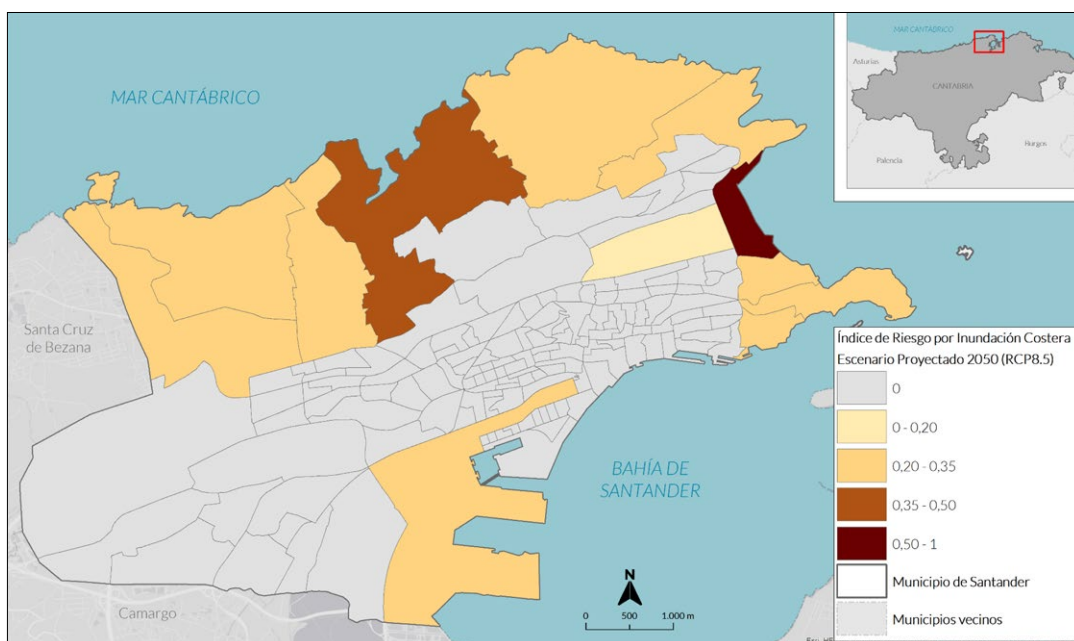 MAR CANTÁBRICO
MAR CANTÁBRICO
Asturias
CANTABRIA
Palencia
Burgos
Santa Cruz
de Bezana
Índice de Riesgo por Inundación Costera
Escenario Proyectado 2050 (RCP8.5)
0
0 - 0,20
0,20 - 0,35
0,35 - 0,50
0,50 - 1
Municipio de Santander
Municipios vecinos
BAHÍA DE
SANTANDER
Camargo
N
0 500 1.000 m